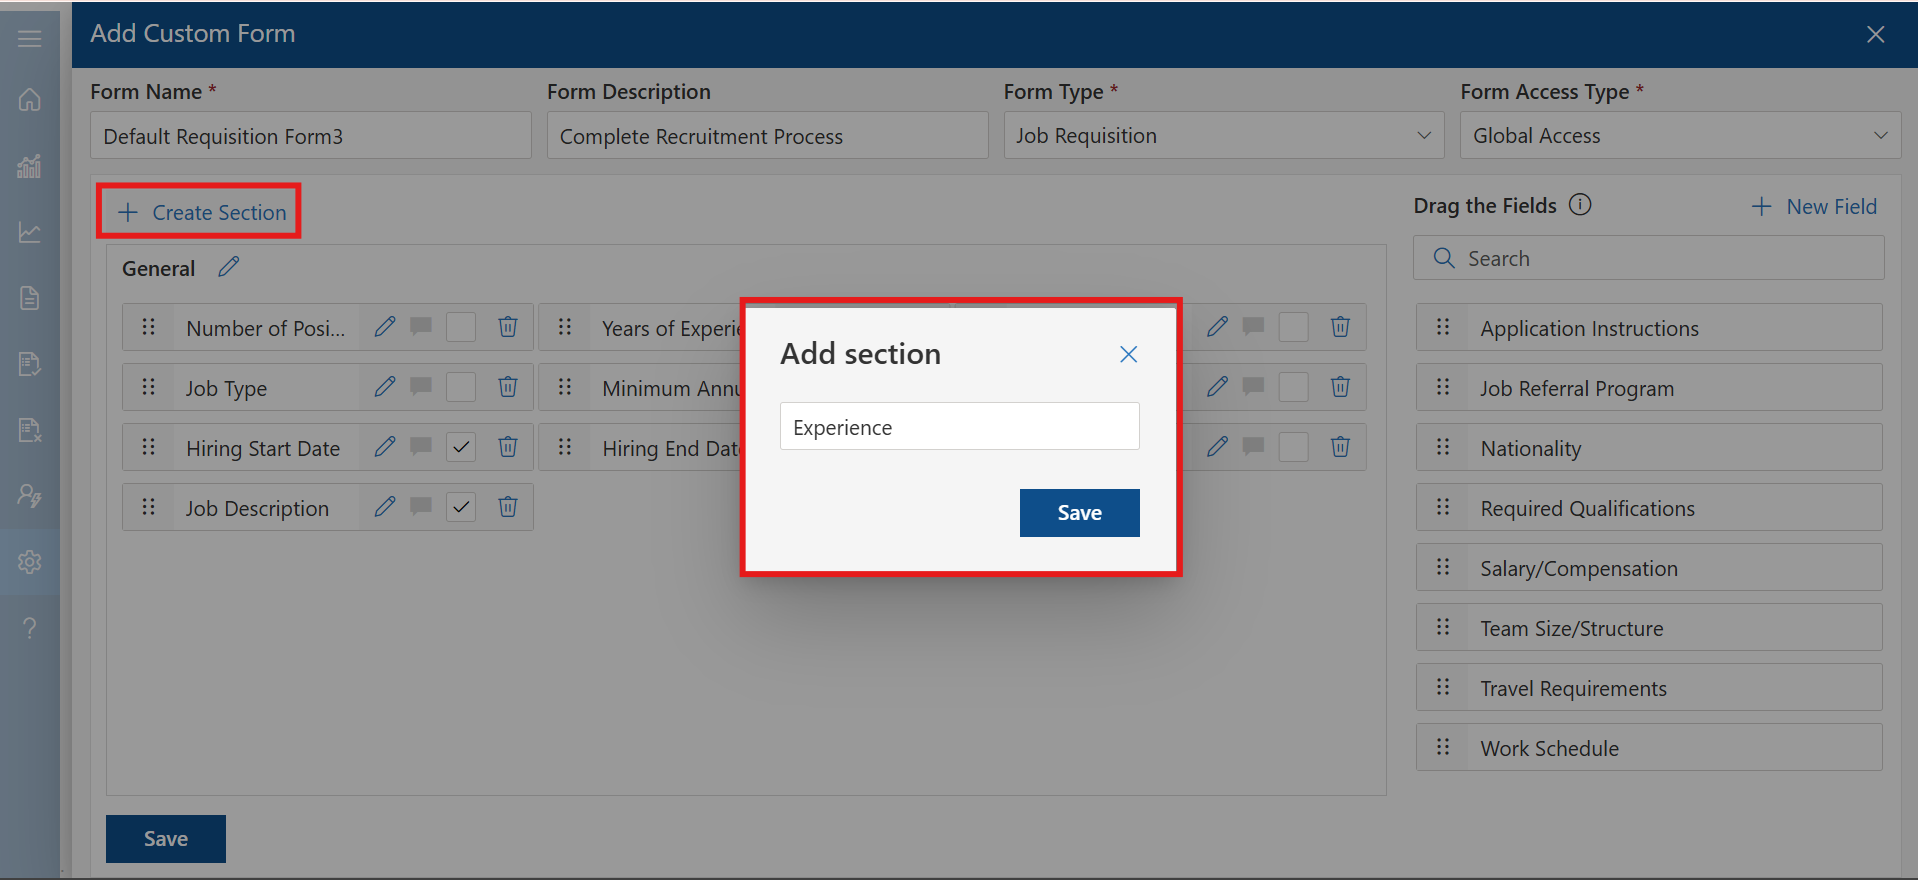 Add Custom Form
Form Name *
Form Description
Form Type *
Form Access Type *
Default Requisition Form3
Complete Recruitment Process
Job Requisition
Global Access
Create Section
Drag the Fields
New Field
Search
General
Number of Posi...
Years of Experie
Job Type
Minimum Annu
Hiring Start Date
Hiring End Date
Job Description
Add section
Experience
Save
Application Instructions
Job Referral Program
Nationality
Required Qualifications
Salary/Compensation
Team Size/Structure
Travel Requirements
Work Schedule
Save